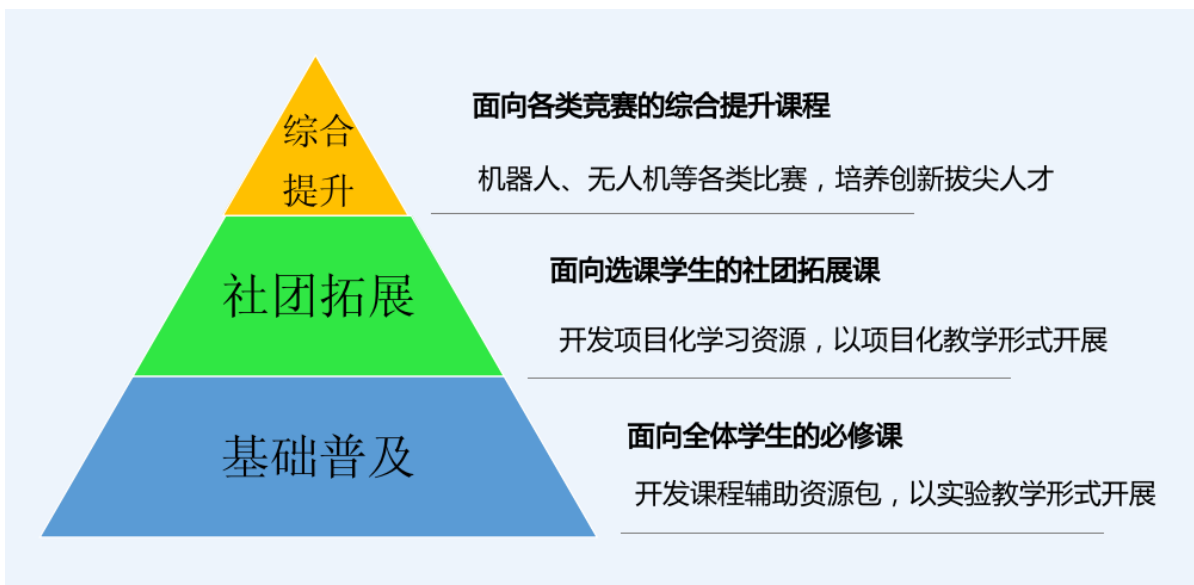 综合
提升
面向各类竞赛的综合提升课程
机器人、无人机等各类比赛，培养创新拔尖人才
社团拓展
面向选课学生的社团拓展课
开发项目化学习资源，以项目化教学形式开展
基础普及
面向全体学生的必修课
开发课程辅助资源包，以实验教学形式开展